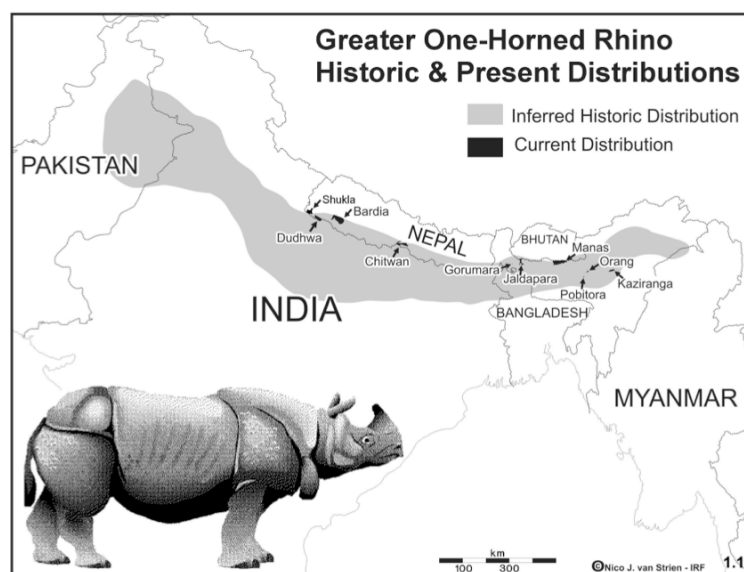 Greater One-Horned Rhino
Historic & Present Distributions
Inferred Historic Distribution
Current Distribution
PAKISTAN
Shukla
Bardia
Dudhwa
NEPAL
Chitwan
BHUTAN
Manas
Gorumara
Orang
Jaldapara
Kaziranga
Pobitora
INDIA
BANGLADESH
MYANMAR
km
100 300
©Nico J. van Strien - IRF
1.1